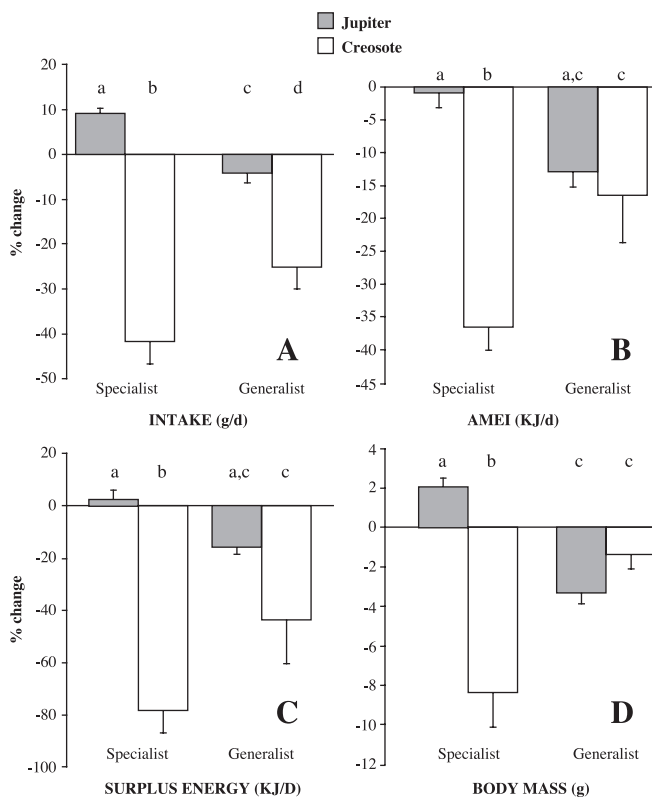 Jupiter
Creosote
% change
20
10
0
-10
-20
-30
-40
-50
a b c d
A
Specialist Generalist
INTAKE (g/d)
0
-5
-10
-15
-20
-25
-30
-35
-40
-45
a b a,c c
B
Specialist Generalist
AMEI (KJ/d)
% change
20
0
-20
-40
-60
-80
-100
a b a,c c
C
Specialist Generalist
SURPLUS ENERGY (KJ/D)
4
2
0
-2
-4
-6
-8
-10
-12
a b c c
D
Specialist Generalist
BODY MASS (g)